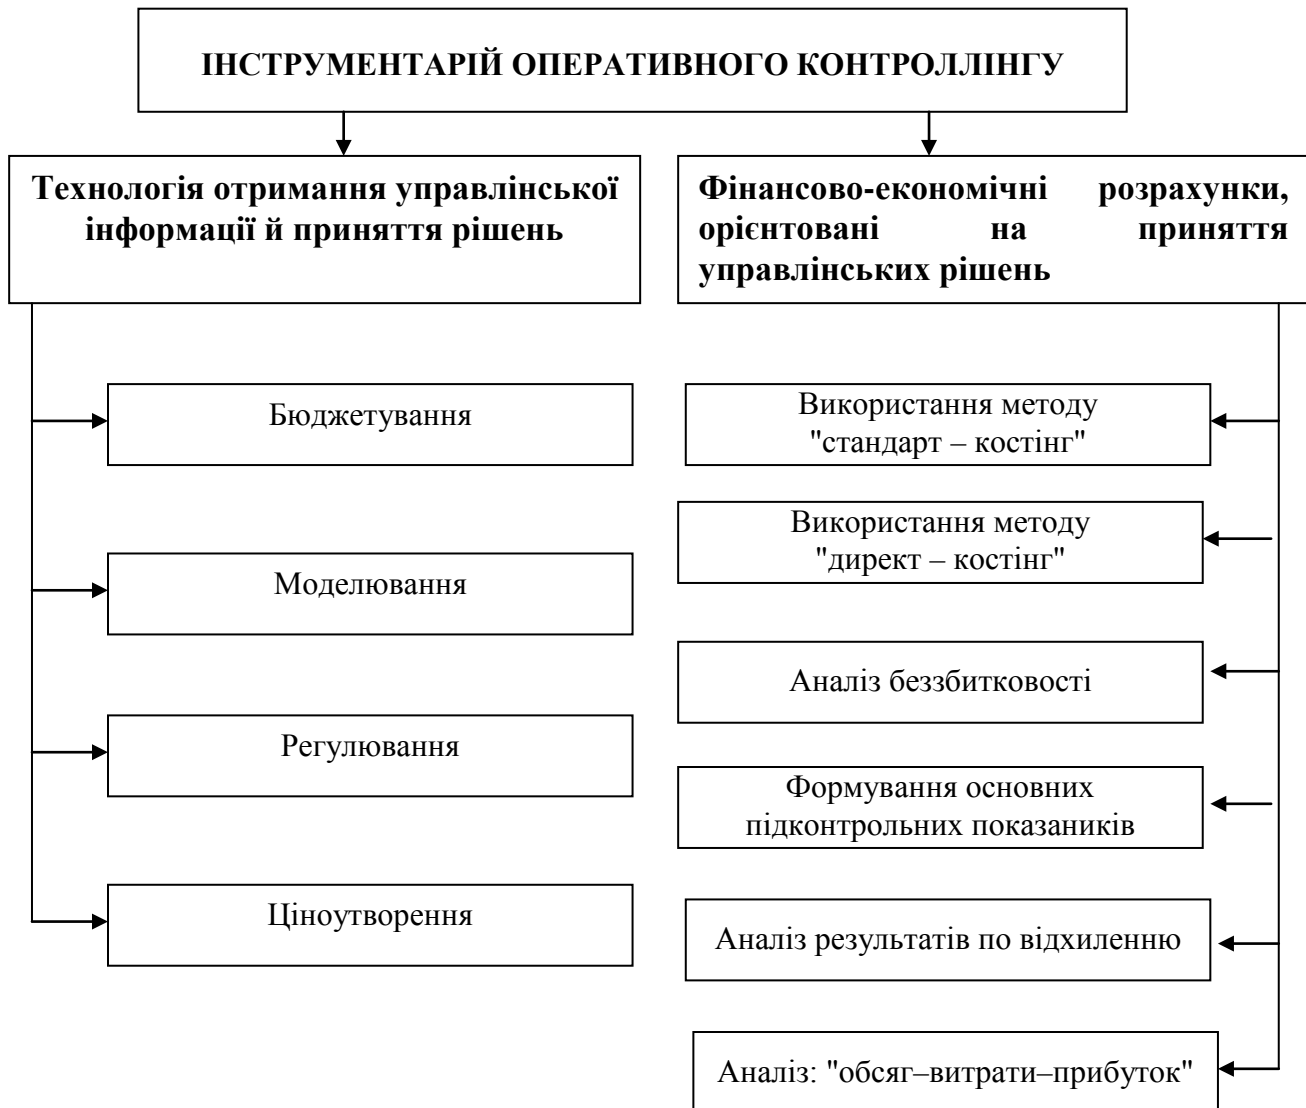 ІНСТРУМЕНТАРІЙ ОПЕРАТИВНОГО КОНТРОЛЛІНГУ
Технологія отримання управлінської
інформації й приняття рішень
Бюджетування
Моделювання
Регулювання
Ціноутворення
Фінансово-економічні розрахунки,
орієнтовані на приняття
управлінських рішень
Використання методу
"стандарт – костінг"
Використання методу
"директ – костінг"
Аналіз беззбитковості
Формування основних
підконтрольних показаників
Аналіз результатів по відхиленню
Аналіз: "обсяг–витрати–прибуток"